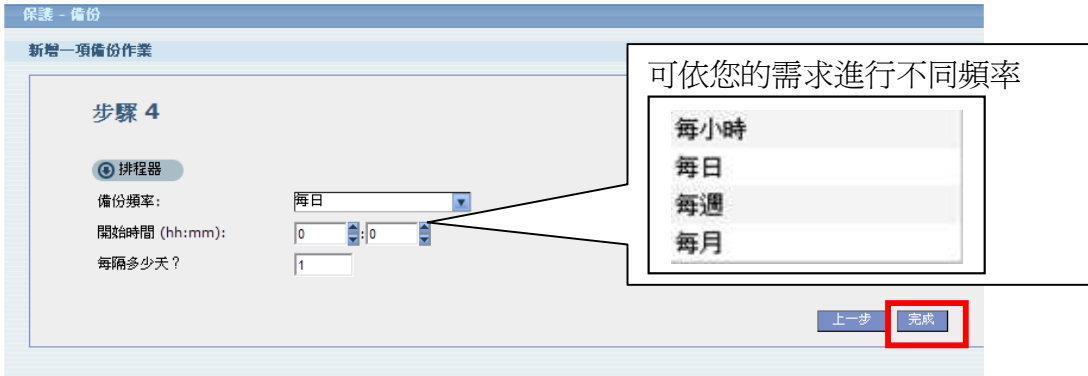 保護 - 備份
新增一項備份作業
步驟 4
排程器
備份頻率: 每日
開始時間 (hh:mm): 0 : 0
每隔多少天? 1
上一步 完成
可依您的需求進行不同頻率
每小時
每日
每週
每月